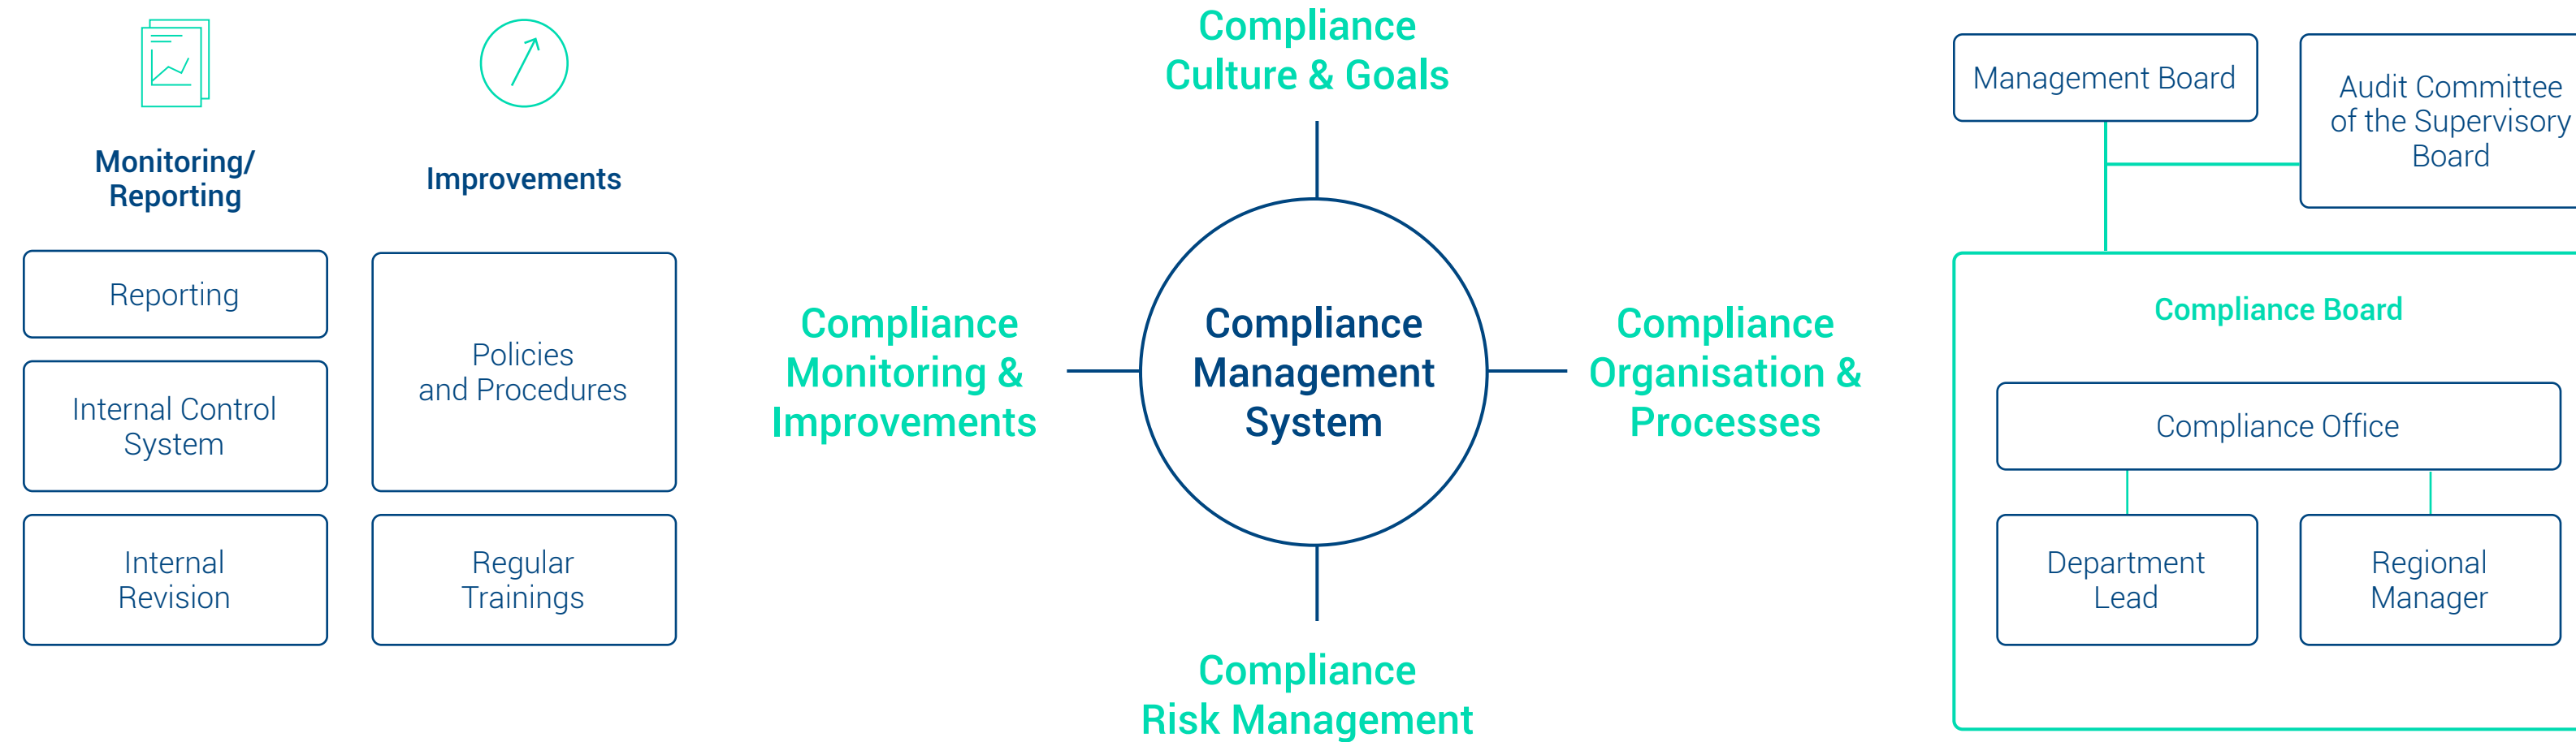 Monitoring/
Reporting
Reporting
Internal Control
System
Internal
Revision
Improvements
Policies
and Procedures
Regular
Trainings
Compliance
Culture & Goals
Compliance
Monitoring &
Improvements
Compliance
Management
System
Compliance
Organisation &
Processes
Compliance
Risk Management
Management Board
Audit Committee
of the Supervisory
Board
Compliance Board
Compliance Office
Department
Lead
Regional
Manager